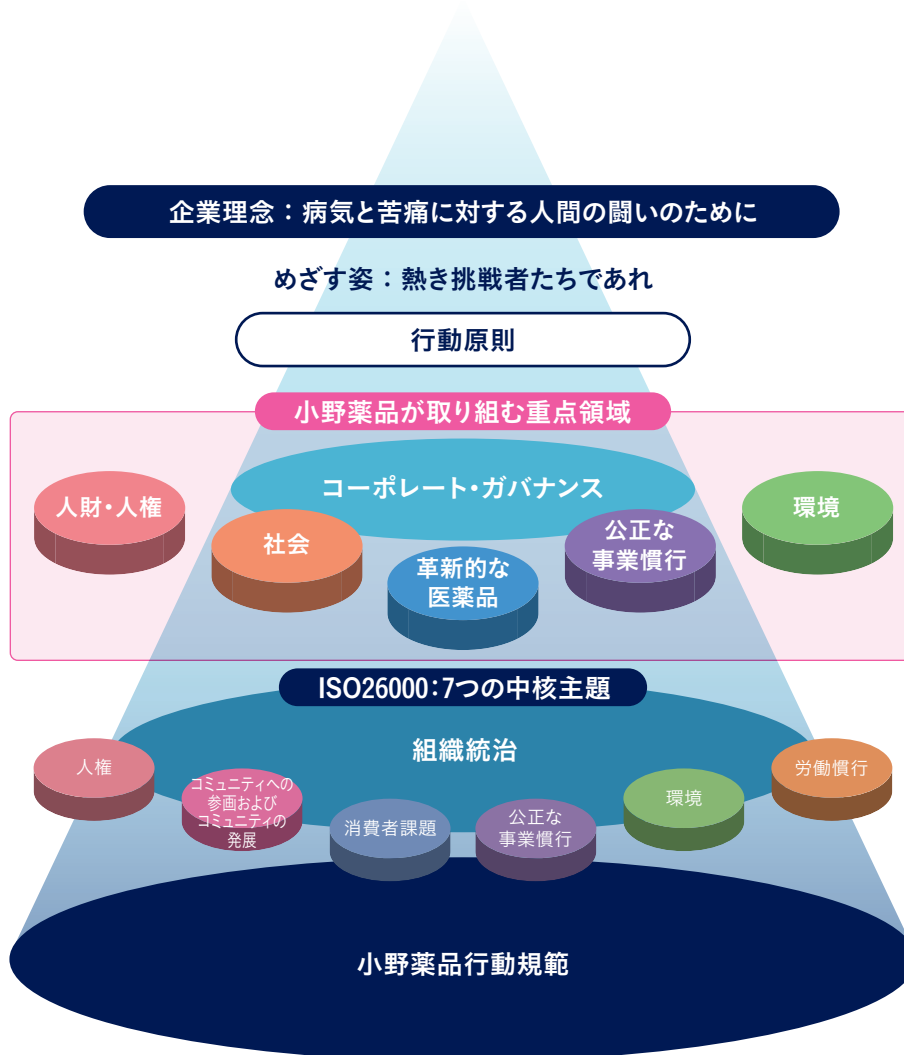 企業理念：病気と苦痛に対する人間の闘いのために
めざす姿：熱き挑戦者たちであれ
行動原則
小野薬品が取り組む重点領域
コーポレート・ガバナンス
人財・人権
社会
革新的な
医薬品
公正な
事業慣行
環境
ISO26000：7つの中核主題
組織統治
人権
コミュニティへの
参画および
コミュニティの
発展
消費者課題
公正な
事業慣行
環境
労働慣行
小野薬品行動規範